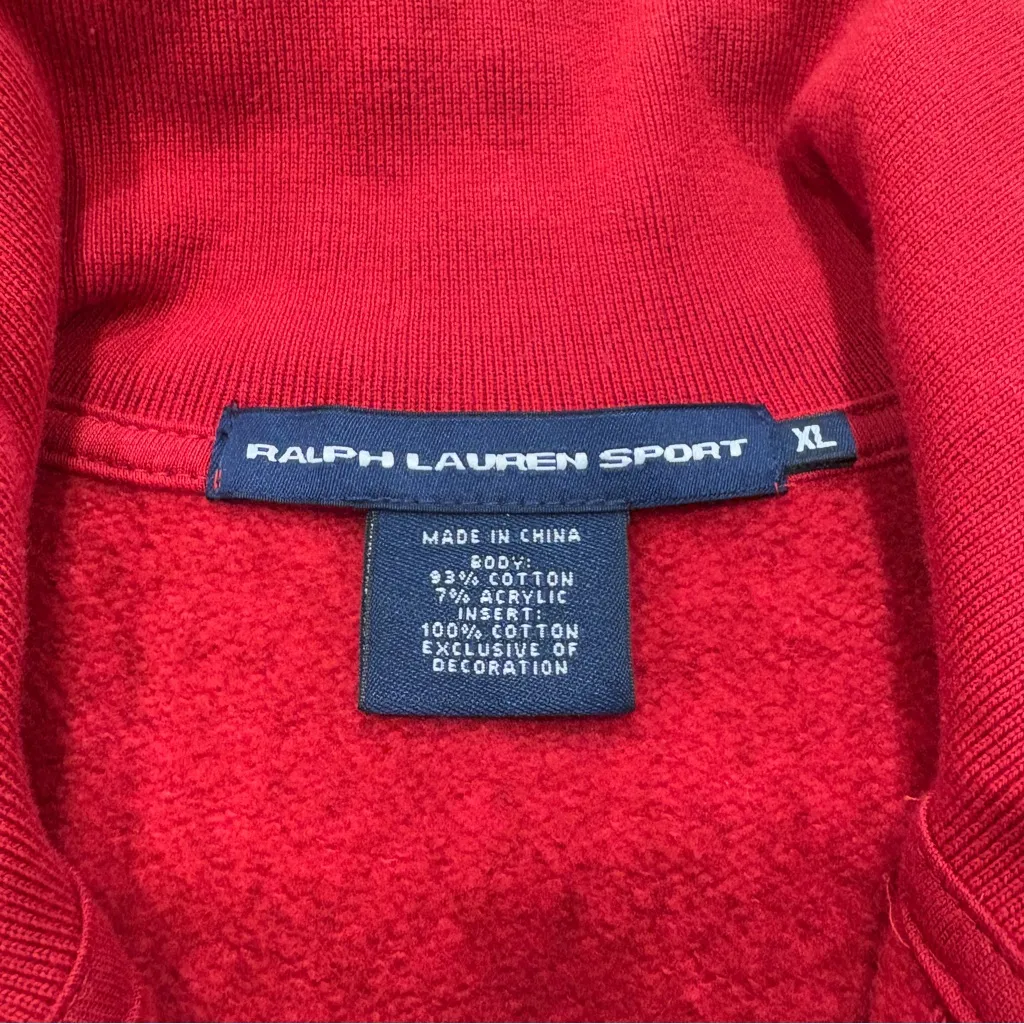 RALPH LAUREN SPORT
XL
MADE IN CHINA
BODY:
93% COTTON
7% ACRYLIC
INSERT:
100% COTTON
EXCLUSIVE OF
DECORATION